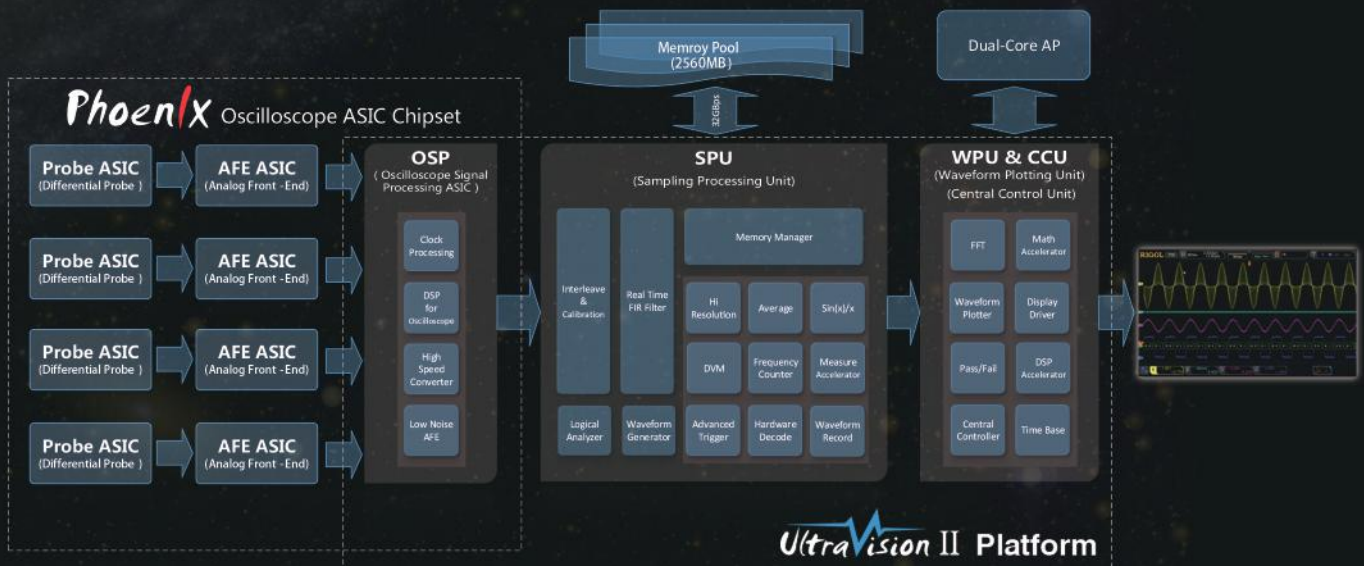 Memroy Pool
(2560MB)
Dual-Core AP
32GBps
Phoenix Oscilloscope ASIC Chipset
Probe ASIC
(Differential Probe )
AFE ASIC
(Analog Front -End)
Probe ASIC
(Differential Probe )
AFE ASIC
(Analog Front -End)
Probe ASIC
(Differential Probe )
AFE ASIC
(Analog Front -End)
Probe ASIC
(Differential Probe )
AFE ASIC
(Analog Front -End)
OSP
( Oscilloscope Signal
Processing ASIC )
Clock
Processing
DSP
for
Oscilloscope
High
Speed
Converter
Low Noise
AFE
SPU
(Sampling Processing Unit)
Interleave
&
Calibration
Real Time
FIR Filter
Memory Manager
Hi
Resolution
Average
Sin(x)/x
DVM
Frequency
Counter
Measure
Accelerator
Logical
Analyzer
Waveform
Generator
Advanced
Trigger
Hardware
Decode
Waveform
Record
WPU & CCU
(Waveform Plotting Unit)
(Central Control Unit)
FFT
Math
Accelerator
Waveform
Plotter
Display
Driver
Pass/Fail
DSP
Accelerator
Central
Controller
Time Base
RIGOL
UltraVision II Platform